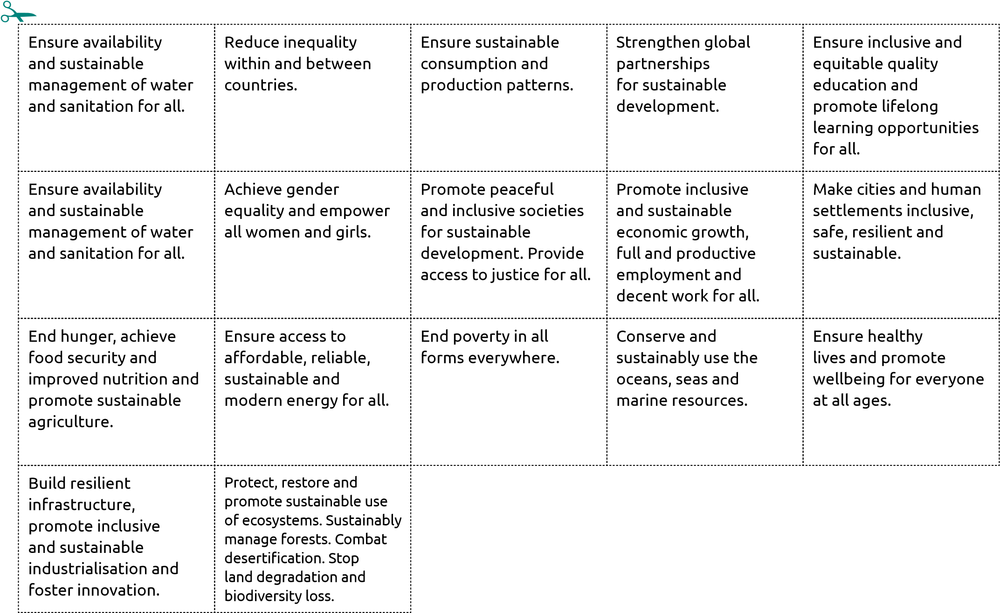 Ensure availability
and sustainable
management of water
and sanitation for all.
Reduce inequality
within and between
countries.
Ensure sustainable
consumption and
production patterns.
Strengthen global
partnerships
for sustainable
development.
Ensure inclusive and
equitable quality
education and
promote lifelong
learning opportunities
for all.
Ensure availability
and sustainable
management of water
and sanitation for all.
Achieve gender
equality and empower
all women and girls.
Promote peaceful
and inclusive societies
for sustainable
development. Provide
access to justice for all.
Promote inclusive
and sustainable
economic growth,
full and productive
employment and
decent work for all.
Make cities and human
settlements inclusive,
safe, resilient and
sustainable.
End hunger, achieve
food security and
improved nutrition and
promote sustainable
agriculture.
Ensure access to
affordable, reliable,
sustainable and
modern energy for all.
End poverty in all
forms everywhere.
Conserve and
sustainably use the
oceans, seas and
marine resources.
Ensure healthy
lives and promote
wellbeing for everyone
at all ages.
Build resilient
infrastructure,
promote inclusive
and sustainable
industrialisation and
foster innovation.
Protect, restore and
promote sustainable use
of ecosystems. Sustainably
manage forests. Combat
desertification. Stop
land degradation and
biodiversity loss.